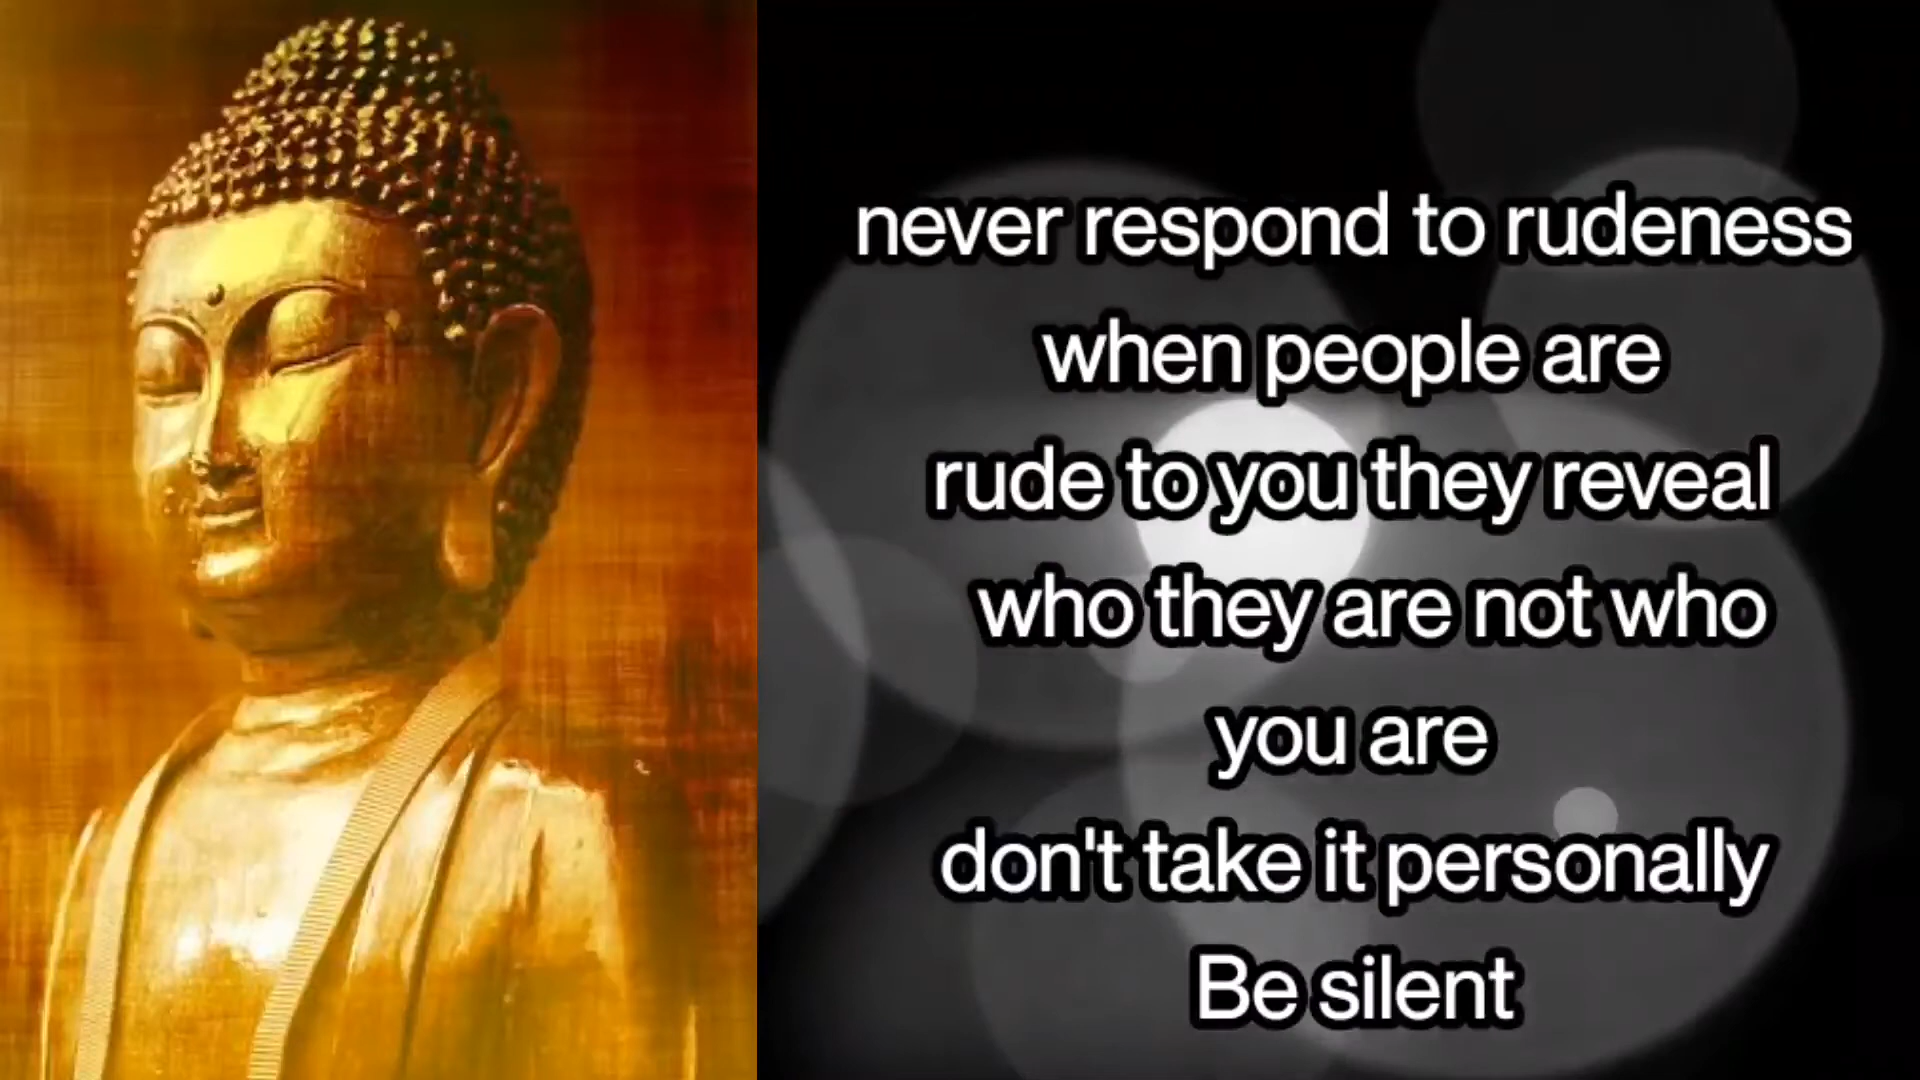 never respond to rudeness
when people are
rude to you they reveal
who they are not who
you are
don't take it personally
Be silent